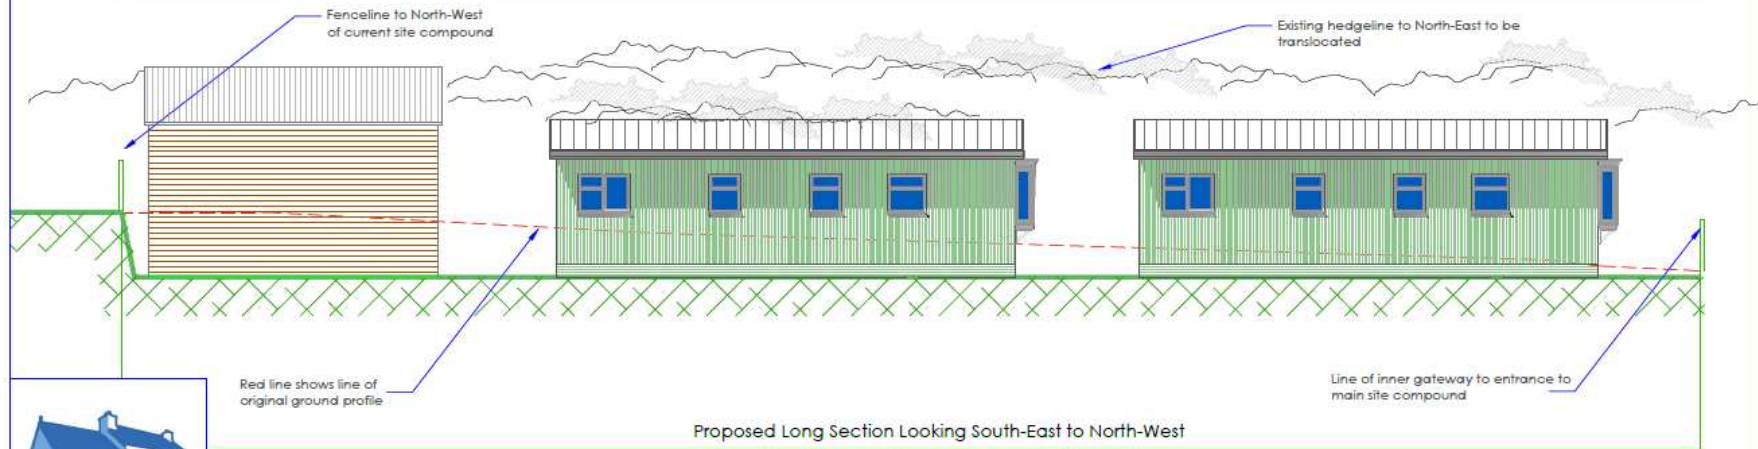 Fenceline to North-West
of current site compound
Existing hedgeline to North-East to be
translocated
Red line shows line of
original ground profile
Line of inner gateway to entrance to
main site compound
Proposed Long Section Looking South-East to North-West